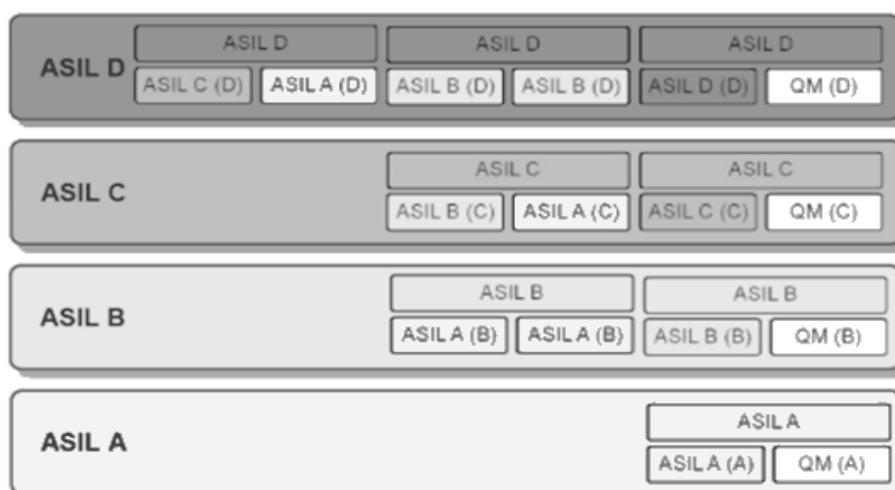 ASIL D ASIL D ASIL D
ASIL D
ASIL C (D) ASIL A (D) ASIL B (D) ASIL B (D) ASIL D (D) QM (D)
ASIL C ASIL C
ASIL C
ASIL B (C) ASIL A (C) ASIL C (C) QM (C)
ASIL B ASIL B
ASIL B
ASIL A (B) ASIL A (B) ASIL B (B) QM (B)
ASIL A
ASIL A
ASIL A (A) QM (A)